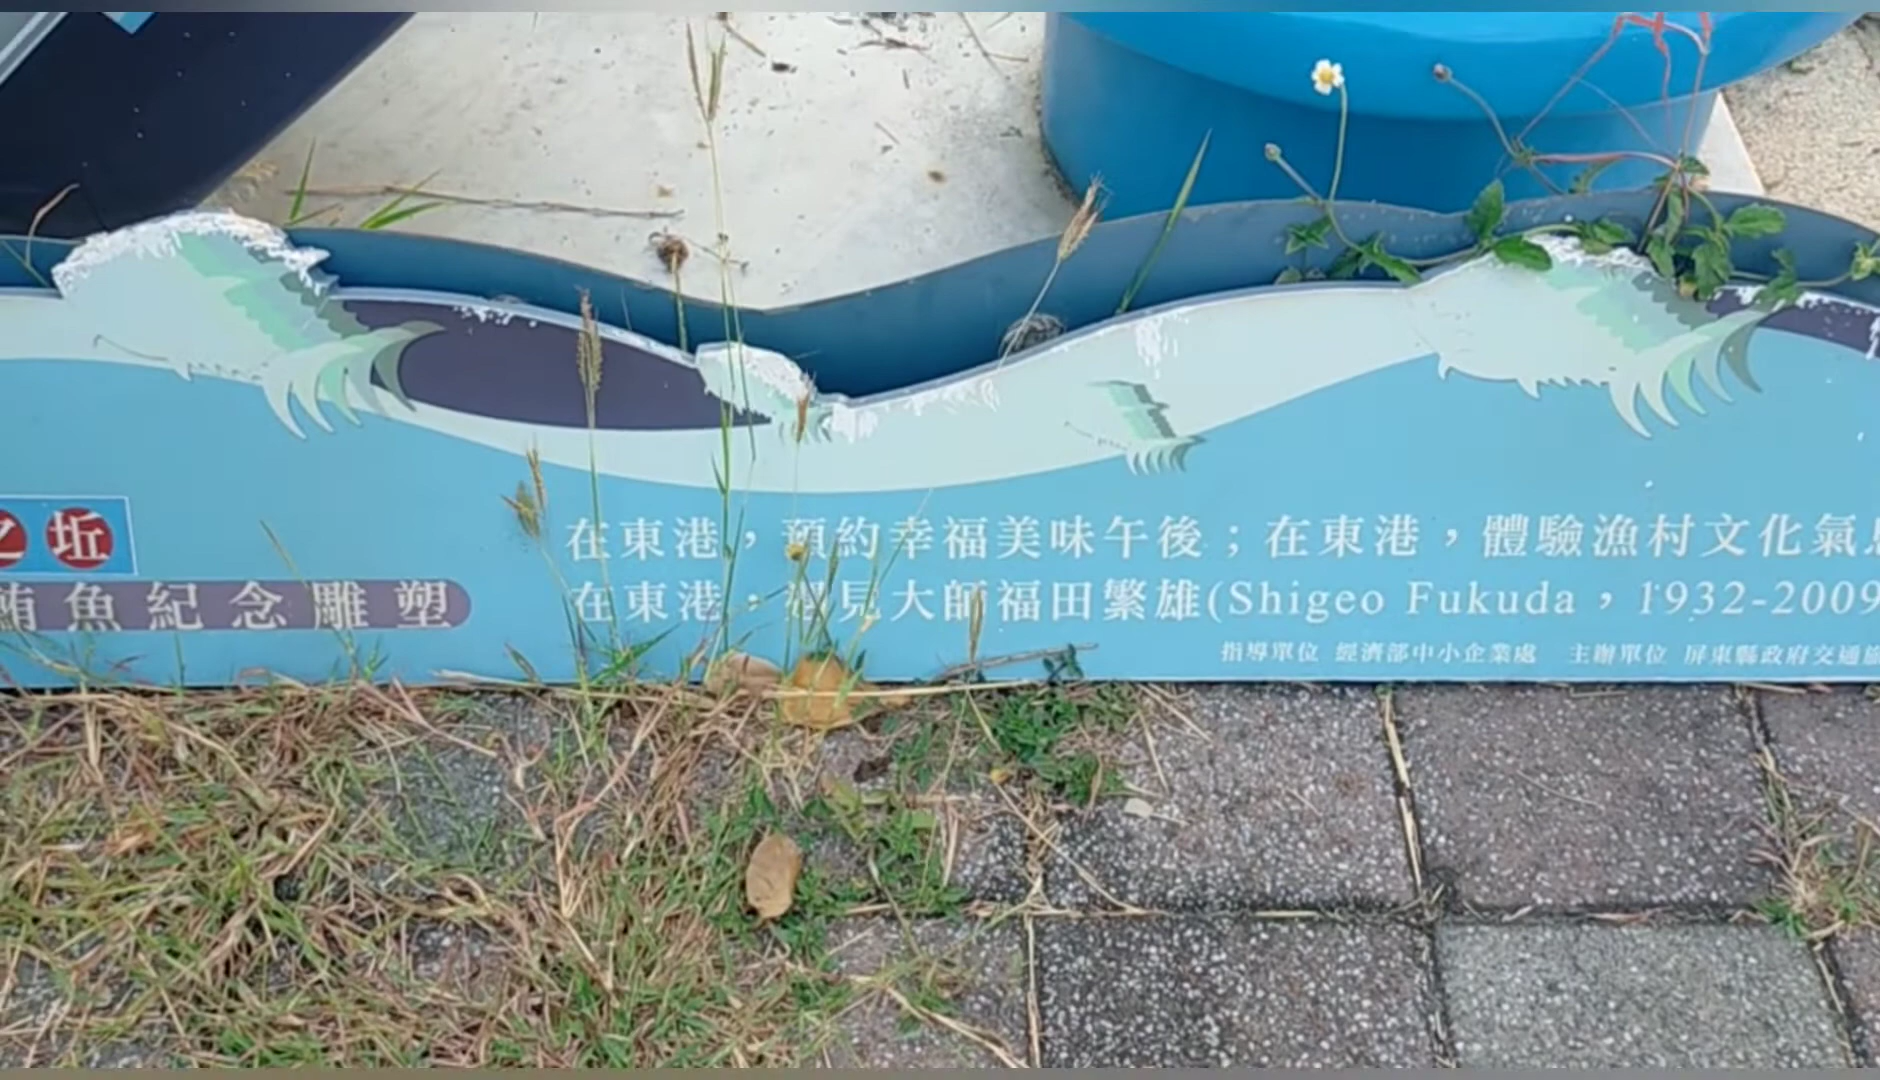 之坵
鮪魚紀念雕塑
在東港，預約幸福美味午後；在東港，體驗漁村文化氣
在東港，遇見大師福田繁雄(Shigeo Fukuda，1932-2009
指導單位 經濟部中小企業處 主辦單位 屏東縣政府交通旅